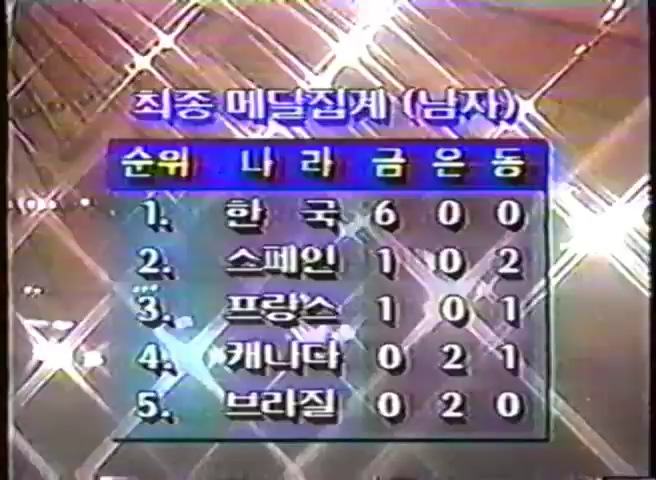 최종 메달집계 (남자)
순위 나라 금 은 동
1. 한국 6 0 0
2. 스페인 1 0 2
3. 프랑스 1 0 1
4. 캐나다 0 2 1
5. 브라질 0 2 0